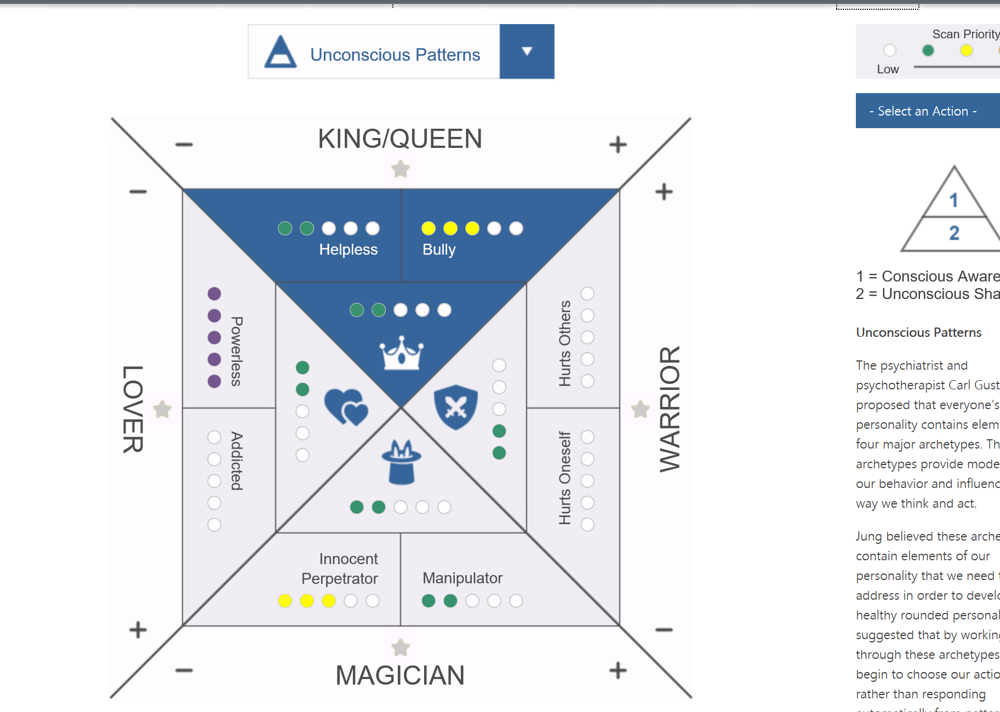 Unconscious Patterns
Scan Priority
Low
- Select an Action -
KING/QUEEN
Helpless
Bully
Powerless
Addicted
LOVER
Hurts Others
Hurts Oneself
WARRIOR
Innocent
Perpetrator
Manipulator
MAGICIAN
1
2
1 = Conscious Aware
2 = Unconscious Sha
Unconscious Patterns
The psychiatrist and
psychotherapist Carl Gust
proposed that everyone's
personality contains elem
four major archetypes. Th
archetypes provide mode
our behavior and influenc
way we think and act.
Jung believed these arche
contain elements of our
personality that we need t
address in order to develo
healthy rounded personal
suggested that by working
through these archetypes
begin to choose our actio
rather than responding